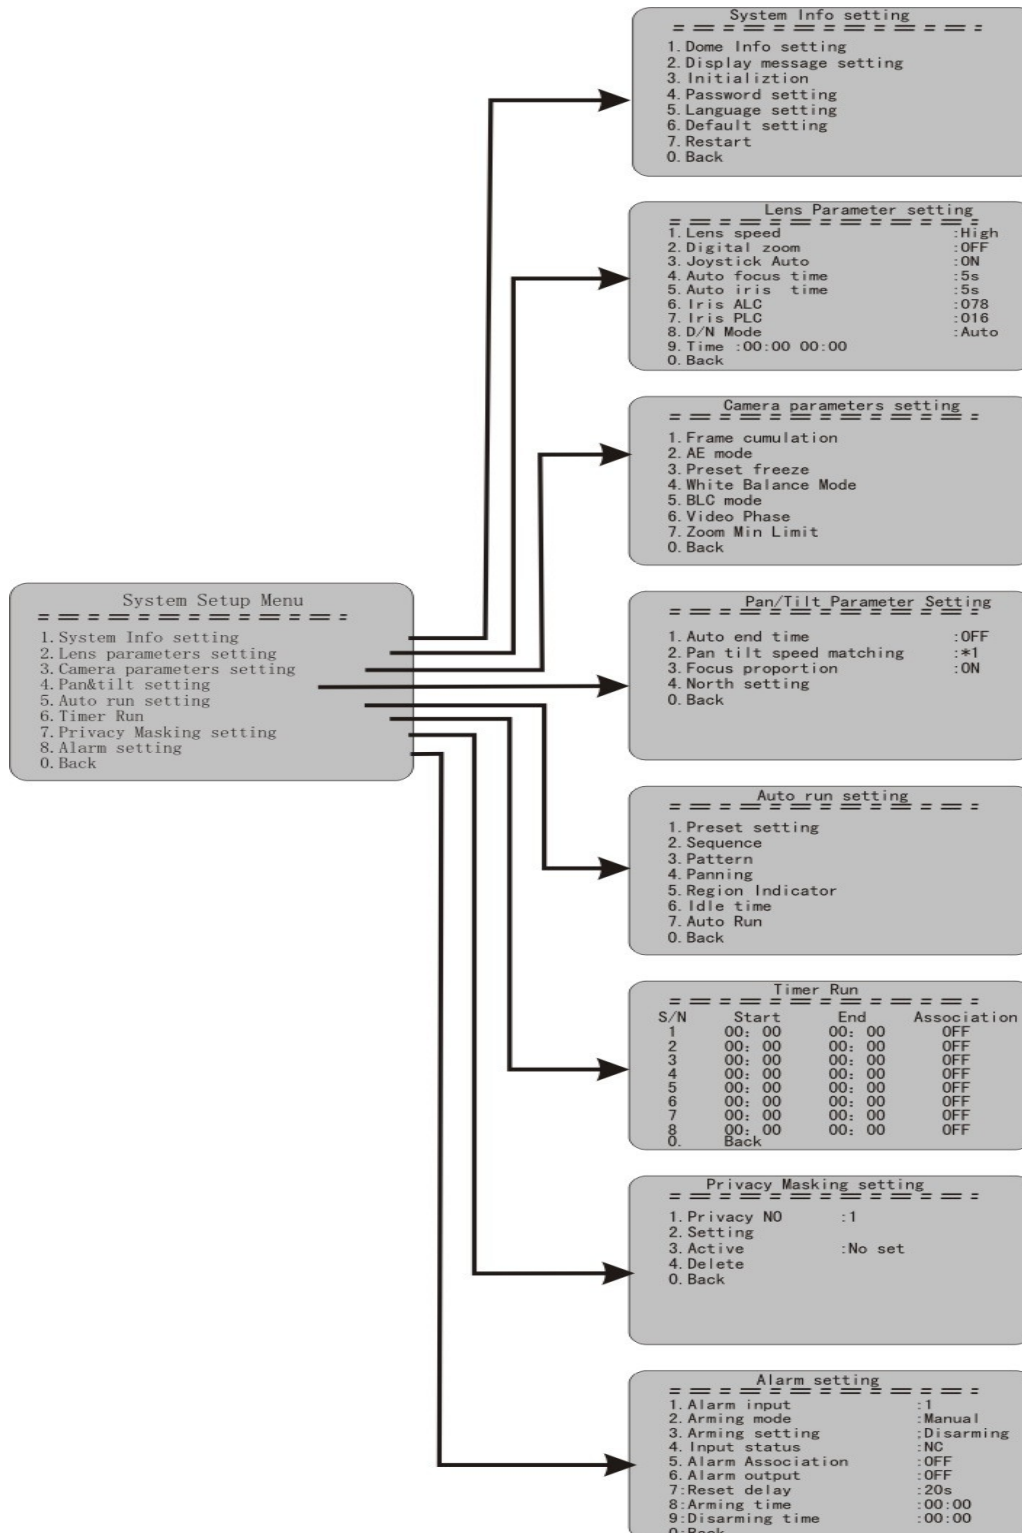 System Info setting
1. Dome Info setting
2. Display message setting
3. Initializtion
4. Password setting
5. Language setting
6. Default setting
7. Restart
0. Back
Lens Parameter setting
1. Lens speed :High
2. Digital zoom :OFF
3. Joystick Auto :ON
4. Auto focus time :5s
5. Auto iris time :5s
6. Iris ALC :078
7. Iris PLC :016
8. D/N Mode :Auto
9. Time :00:00 00:00
0. Back
Camera parameters setting
1. Frame cumulation
2. AE mode
3. Preset freeze
4. White Balance Mode
5. BLC mode
6. Video Phase
7. Zoom Min Limit
0. Back
System Setup Menu
1. System Info setting
2. Lens parameters setting
3. Camera parameters setting
4. Pan&tilt setting
5. Auto run setting
6. Timer Run
7. Privacy Masking setting
8. Alarm setting
0. Back
Pan/Tilt Parameter Setting
1. Auto end time :OFF
2. Pan tilt speed matching :*1
3. Focus proportion :ON
4. North setting
0. Back
Auto run setting
1. Preset setting
2. Sequence
3. Pattern
4. Panning
5. Region Indicator
6. Idle time
7. Auto Run
0. Back
Timer Run
S/N Start End Association
1 00: 00 00: 00 OFF
2 00: 00 00: 00 OFF
3 00: 00 00: 00 OFF
4 00: 00 00: 00 OFF
5 00: 00 00: 00 OFF
6 00: 00 00: 00 OFF
7 00: 00 00: 00 OFF
8 00: 00 00: 00 OFF
0. Back
Privacy Masking setting
1. Privacy NO :1
2. Setting
3. Active :No set
4. Delete
0. Back
Alarm setting
1. Alarm input :1
2. Arming mode :Manual
3. Arming setting ;Disarming
4. Input status :NC
5. Alarm Association :OFF
6. Alarm output :OFF
7:Reset delay :20s
8:Arming time :00:00
9:Disarming time :00:00
0:Back